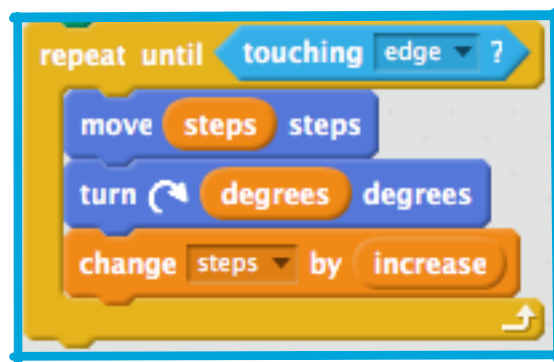 repeat until touching edge ?
move steps steps
turn degrees degrees
change steps by increase